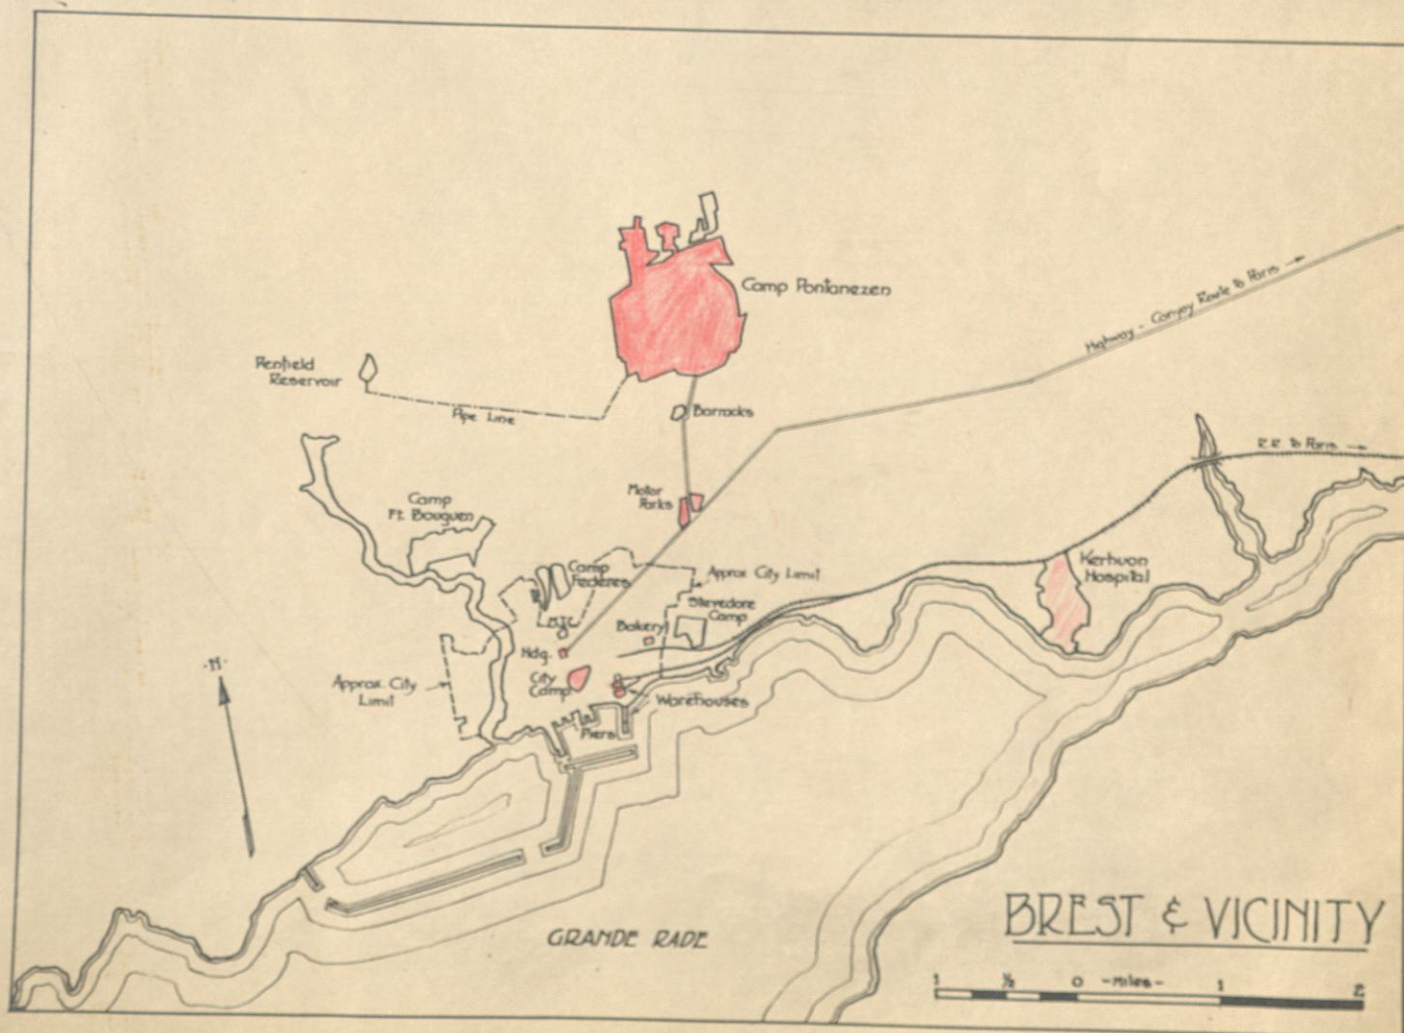 Camp Pontanezen
Highway - Convoy Route to Paris
Penfield
Reservoir
Pipe Line
Barracks
R.R. to Paris
Motor
Parks
Camp
Ft. Bouguen
Camp
Federes
Approx City Limit
Kerhuon
Hospital
Stevedore
Camp
Bakery
Hdq.
City
Camp
Approx. City
Limit
Warehouses
Piers
N
GRANDE RADE
BREST & VICINITY
1 ½ 0 -Miles- 1 2